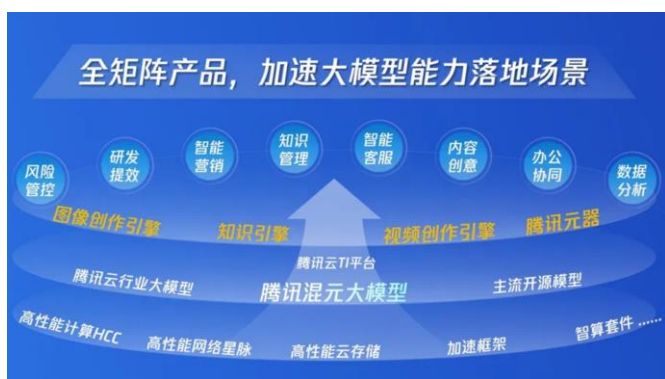 全矩阵产品，加速大模型能力落地场景
风险
管控
研发
提效
智能
营销
知识
管理
智能
客服
内容
创意
办公
协同
数据
分析
图像创作引擎
知识引擎
视频创作引擎
腾讯元器
腾讯云TI平台
腾讯云行业大模型
腾讯混元大模型
主流开源模型
高性能计算HCC
高性能网络星脉
高性能云存储
加速框架
智算套件 ......